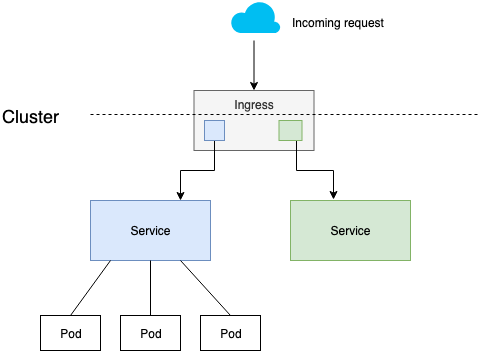 Incoming request
Ingress
Cluster
Service
Service
Pod
Pod
Pod